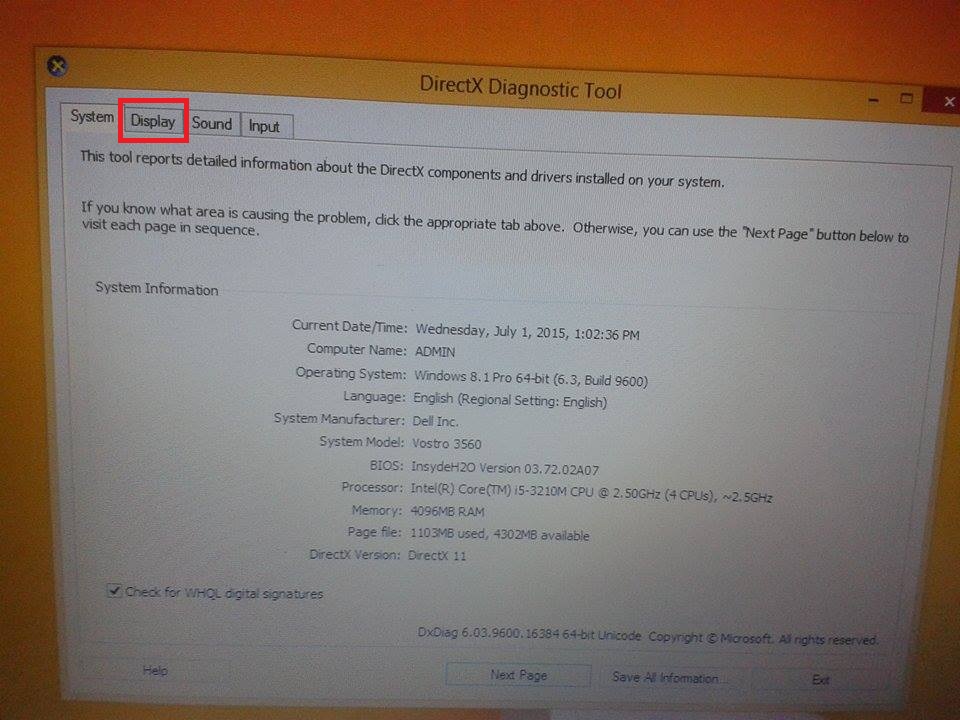 DirectX Diagnostic Tool
System Display Sound Input
This tool reports detailed information about the DirectX components and drivers installed on your system.
If you know what area is causing the problem, click the appropriate tab above. Otherwise, you can use the "Next Page" button below to
visit each page in sequence.
System Information
Current Date/Time: Wednesday, July 1, 2015, 1:02:36 PM
Computer Name: ADMIN
Operating System: Windows 8.1 Pro 64-bit (6.3, Build 9600)
Language: English (Regional Setting: English)
System Manufacturer: Dell Inc.
System Model: Vostro 3560
BIOS: InsydeH2O Version 03.72.02A07
Processor: Intel(R) Core(TM) i5-3210M CPU @ 2.50GHz (4 CPUs), ~2.5GHz
Memory: 4096MB RAM
Page file: 1103MB used, 4302MB available
DirectX Version: DirectX 11
Check for WHQL digital signatures
DxDiag 6.03.9600.16384 64-bit Unicode Copyright © Microsoft. All rights reserved.
Help Next Page Save All Information... Exit